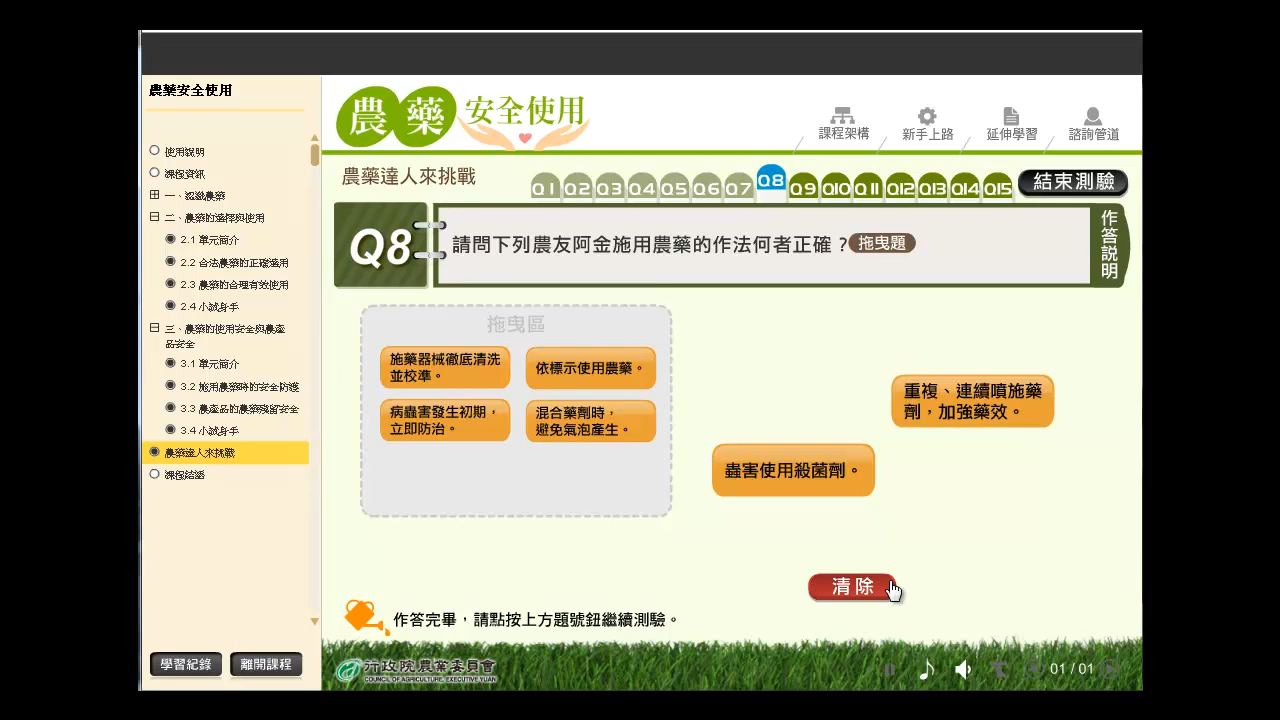 農藥安全使用
使用說明
課程資訊
一、認識農藥
二、農藥的選擇與使用
2.1 單元簡介
2.2 合法農藥的正確選用
2.3 農藥的合理有效使用
2.4 小試身手
三、農藥的使用安全與農產
品安全
3.1 單元簡介
3.2 施用農藥時的安全防護
3.3 農產品的農藥殘留安全
3.4 小試身手
農藥達人來挑戰
課程結語
學習紀錄
離開課程
農藥 安全使用
課程架構
新手上路
延伸學習
諮詢管道
農藥達人來挑戰
Q1 Q2 Q3 Q4 Q5 Q6 Q7 Q8 Q9 Q10 Q11 Q12 Q13 Q14 Q15
結束測驗
Q8
請問下列農友阿金施用農藥的作法何者正確？拖曳題
作答說明
拖曳區
施藥器械徹底清洗
並校準。
依標示使用農藥。
病蟲害發生初期，
立即防治。
混合藥劑時，
避免氣泡產生。
重複、連續噴施藥
劑，加強藥效。
蟲害使用殺菌劑。
清除
作答完畢，請點按上方題號鈕繼續測驗。
行政院農業委員會
COUNCIL OF AGRICULTURE, EXECUTIVE YUAN
01 / 01